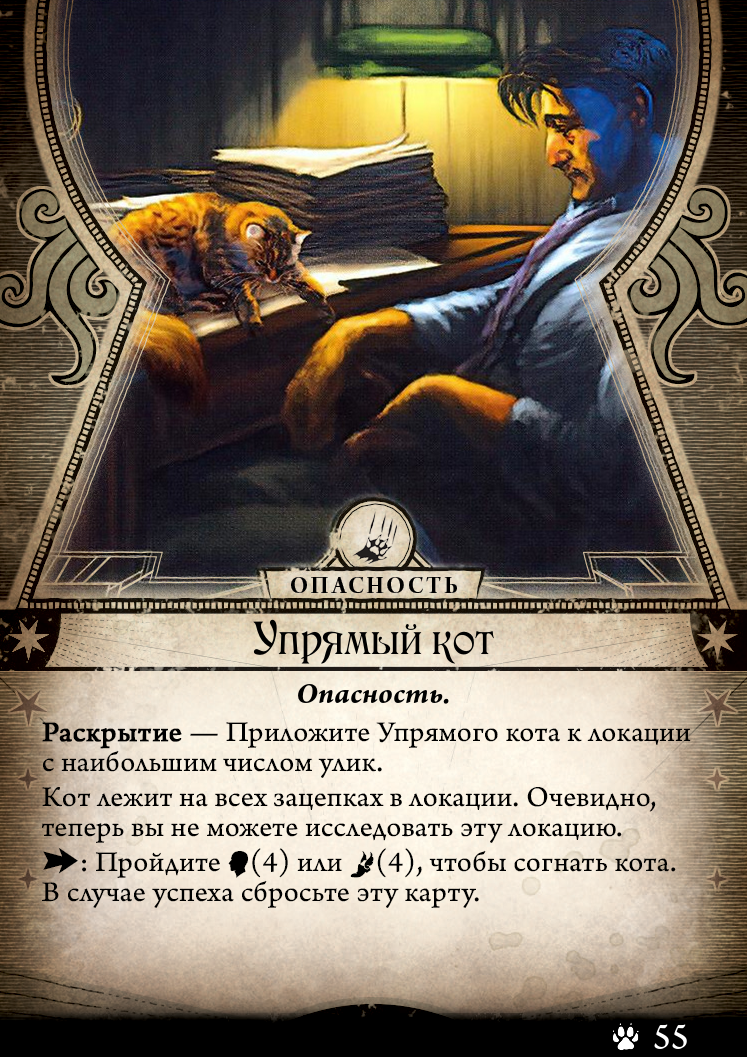 ОПАСНОСТЬ
Упрямый кот
Опасность.
Раскрытие — Приложите Упрямого кота к локации
с наибольшим числом улик.
Кот лежит на всех зацепках в локации. Очевидно,
теперь вы не можете исследовать эту локацию.
: Пройдите (4) или (4), чтобы согнать кота.
В случае успеха сбросьте эту карту.
55